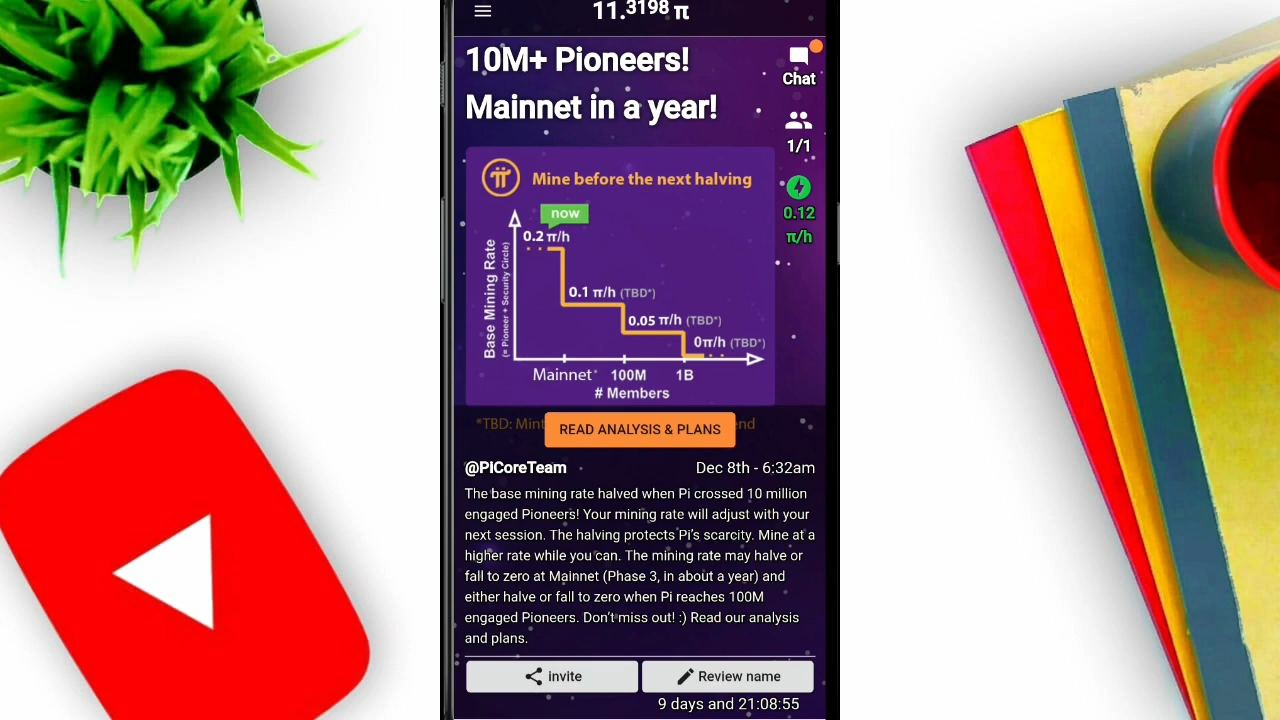 11.3198 π
10M+ Pioneers!
Mainnet in a year!
Chat
1/1
0.12
π/h
Mine before the next halving
now
0.2 π/h
0.1 π/h (TBD*)
0.05 π/h (TBD*)
0π/h (TBD*)
Base Mining Rate
(= Pioneer + Security Circle)
Mainnet* 100M 1B
# Members
*TBD: Mint
READ ANALYSIS & PLANS
@PiCoreTeam Dec 8th - 6:32am
The base mining rate halved when Pi crossed 10 million
engaged Pioneers! Your mining rate will adjust with your
next session. The halving protects Pi's scarcity. Mine at a
higher rate while you can. The mining rate may halve or
fall to zero at Mainnet (Phase 3, in about a year) and
either halve or fall to zero when Pi reaches 100M
engaged Pioneers. Don't miss out! :) Read our analysis
and plans.
invite
Review name
9 days and 21:08:55